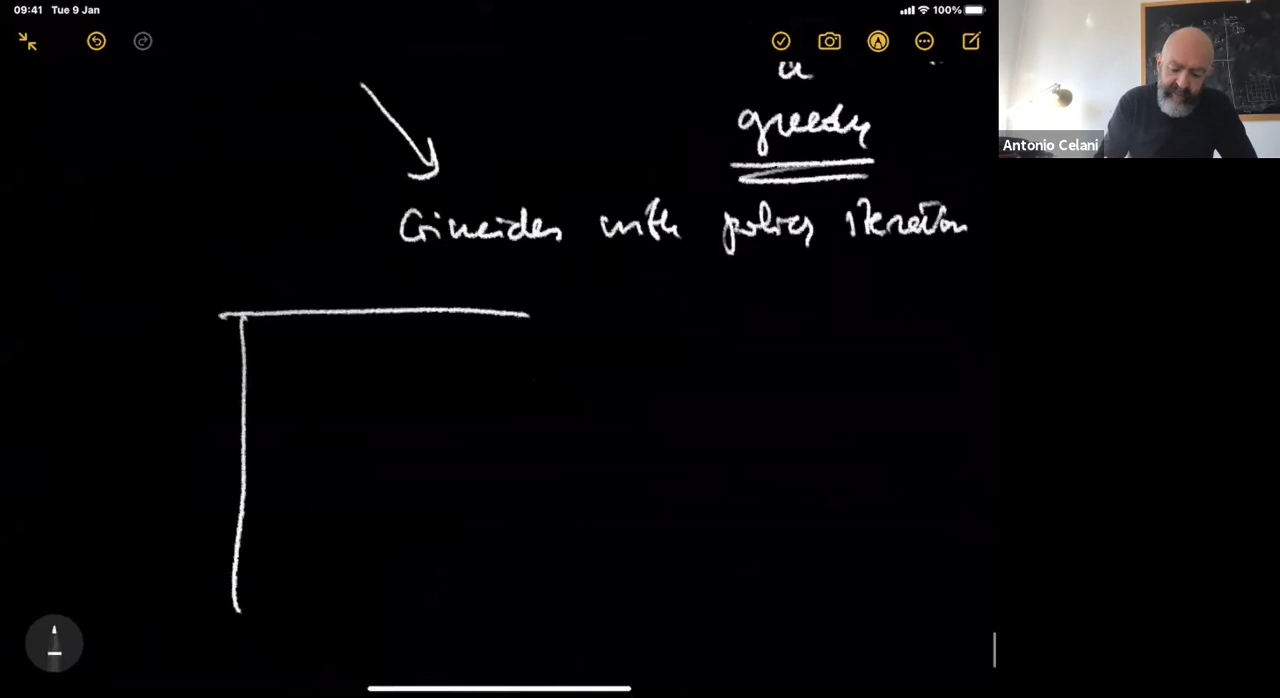 09:41 Tue 9 Jan 100%
a
greedy
Coincides with policy iteration
Antonio Celani